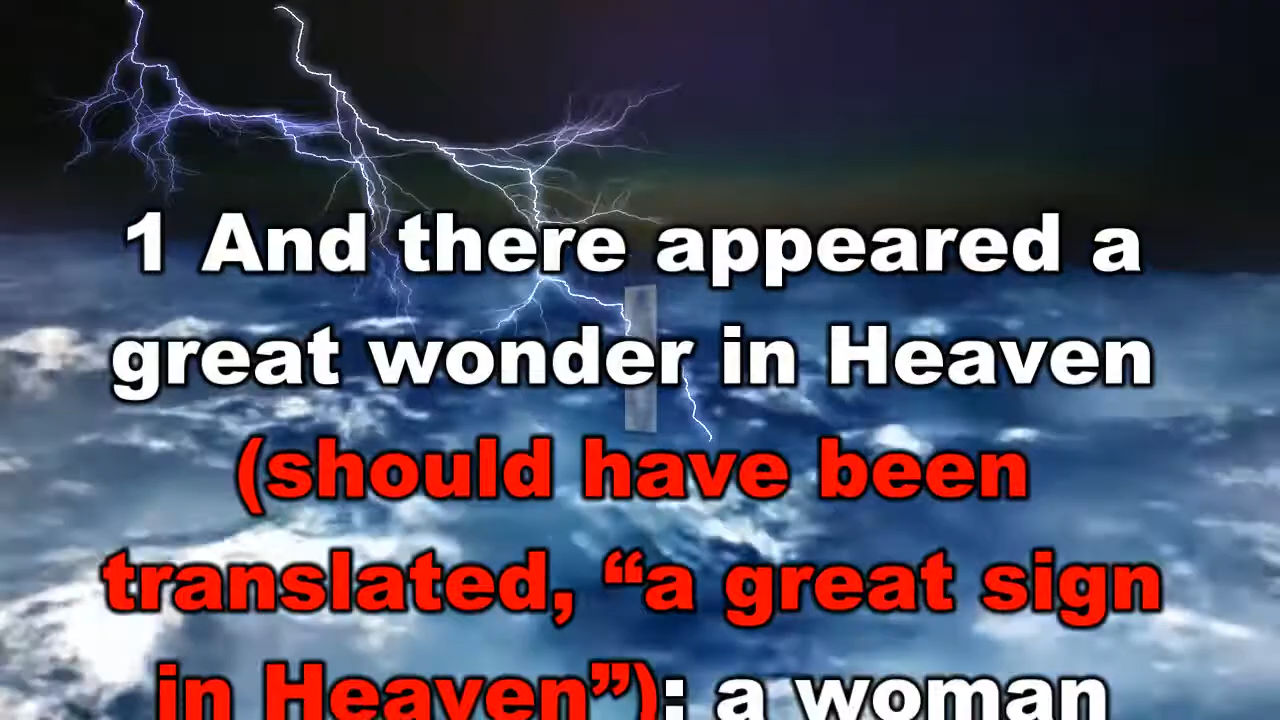 1 And there appeared a
great wonder in Heaven
(should have been
translated, “a great sign
in Heaven”); a woman